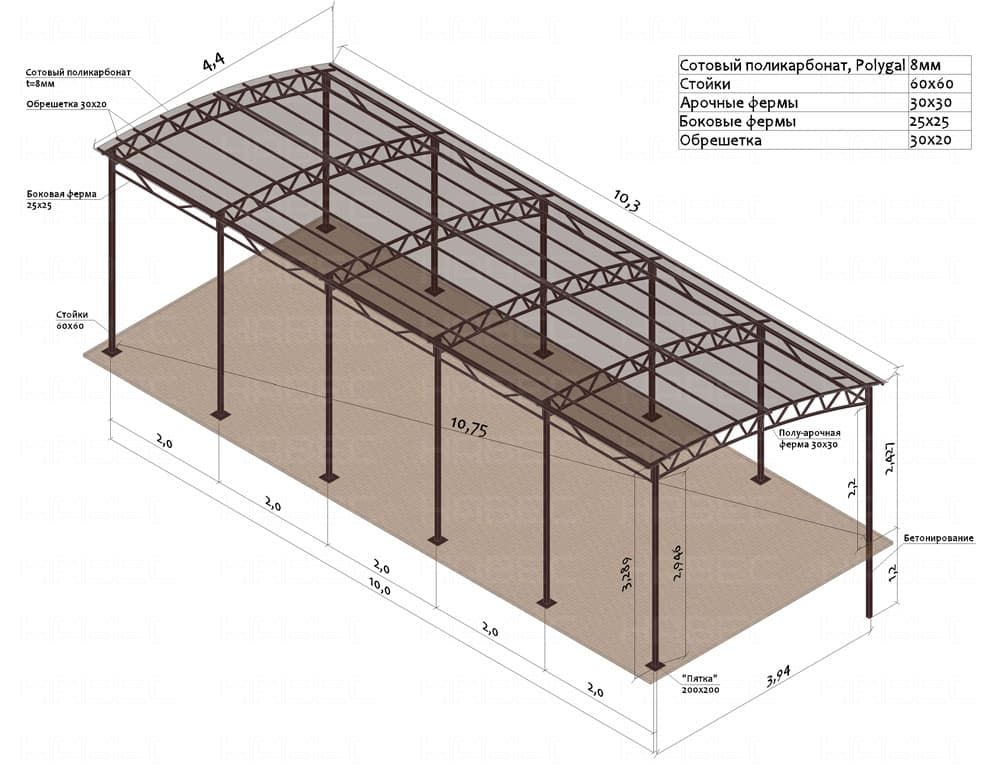 4,4
Сотовый поликарбонат
t=8мм
Обрешетка 30х20
Боковая ферма
25х25
Стойки
60х60
Сотовый поликарбонат, Polygal 8мм
Стойки 60х60
Арочные фермы 30х30
Боковые фермы 25х25
Обрешетка 30х20
10,3
10,75
Полу-арочная
ферма 30х30
2,427
2,2
Бетонирование
1,2
3,289
2,946
2,0
2,0
2,0
10,0
2,0
2,0
"Пятка"
200х200
3,94